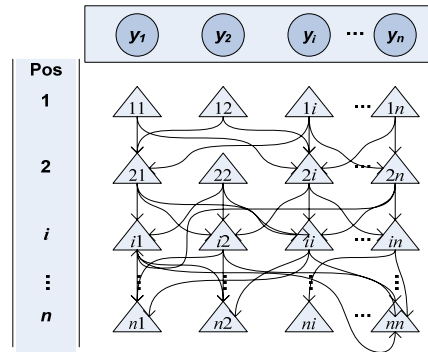 y1 y2 yi ... yn
Pos
1 11 12 1i ... 1n
2 21 22 2i ... 2n
i i1 i2 ii ... in
⋮
n n1 n2 ni ... nn